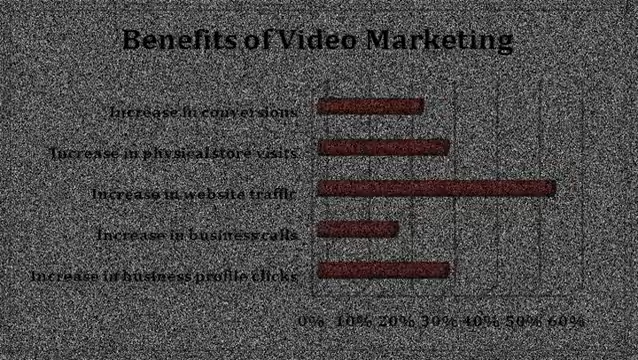 Benefits of Video Marketing
Increase in conversions
Increase in physical store visits
Increase in website traffic
Increase in business calls
Increase in business profile clicks
0% 10% 20% 30% 40% 50% 60%